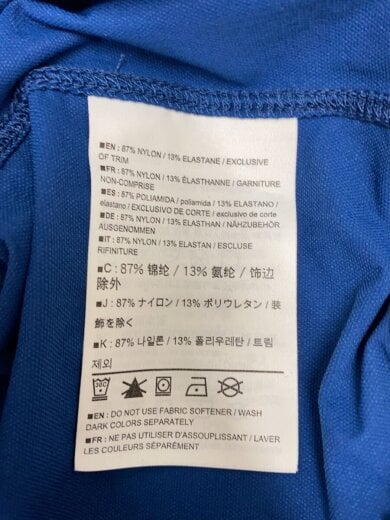 ■EN : 87% NYLON / 13% ELASTANE / EXCLUSIVE
OF TRIM
■FR : 87% NYLON / 13% ÉLASTHANNE / GARNITURE
NON-COMPRISE
■ES : 87% POLIAMIDA / poliamida / 13% ELASTANO /
elastano / EXCLUSIVO DE CORTE / exclusivo de corte
■DE : 87% NYLON / 13% ELASTHAN / NÄHZUBEHÖR
AUSGENOMMEN
■IT : 87% NYLON / 13% ELASTAN / ESCLUSE
RIFINITURE
■C : 87% 锦纶 / 13% 氨纶 / 饰边
除外
■J : 87% ナイロン / 13% ポリウレタン / 装
飾を除く
■K : 87% 나일론 / 13% 폴리우레탄 / 트림
제외
30C
■EN : DO NOT USE FABRIC SOFTENER / WASH
DARK COLORS SEPARATELY
■FR : NE PAS UTILISER D'ASSOUPLISSANT / LAVER
LES COULEURS SÉPARÉMENT